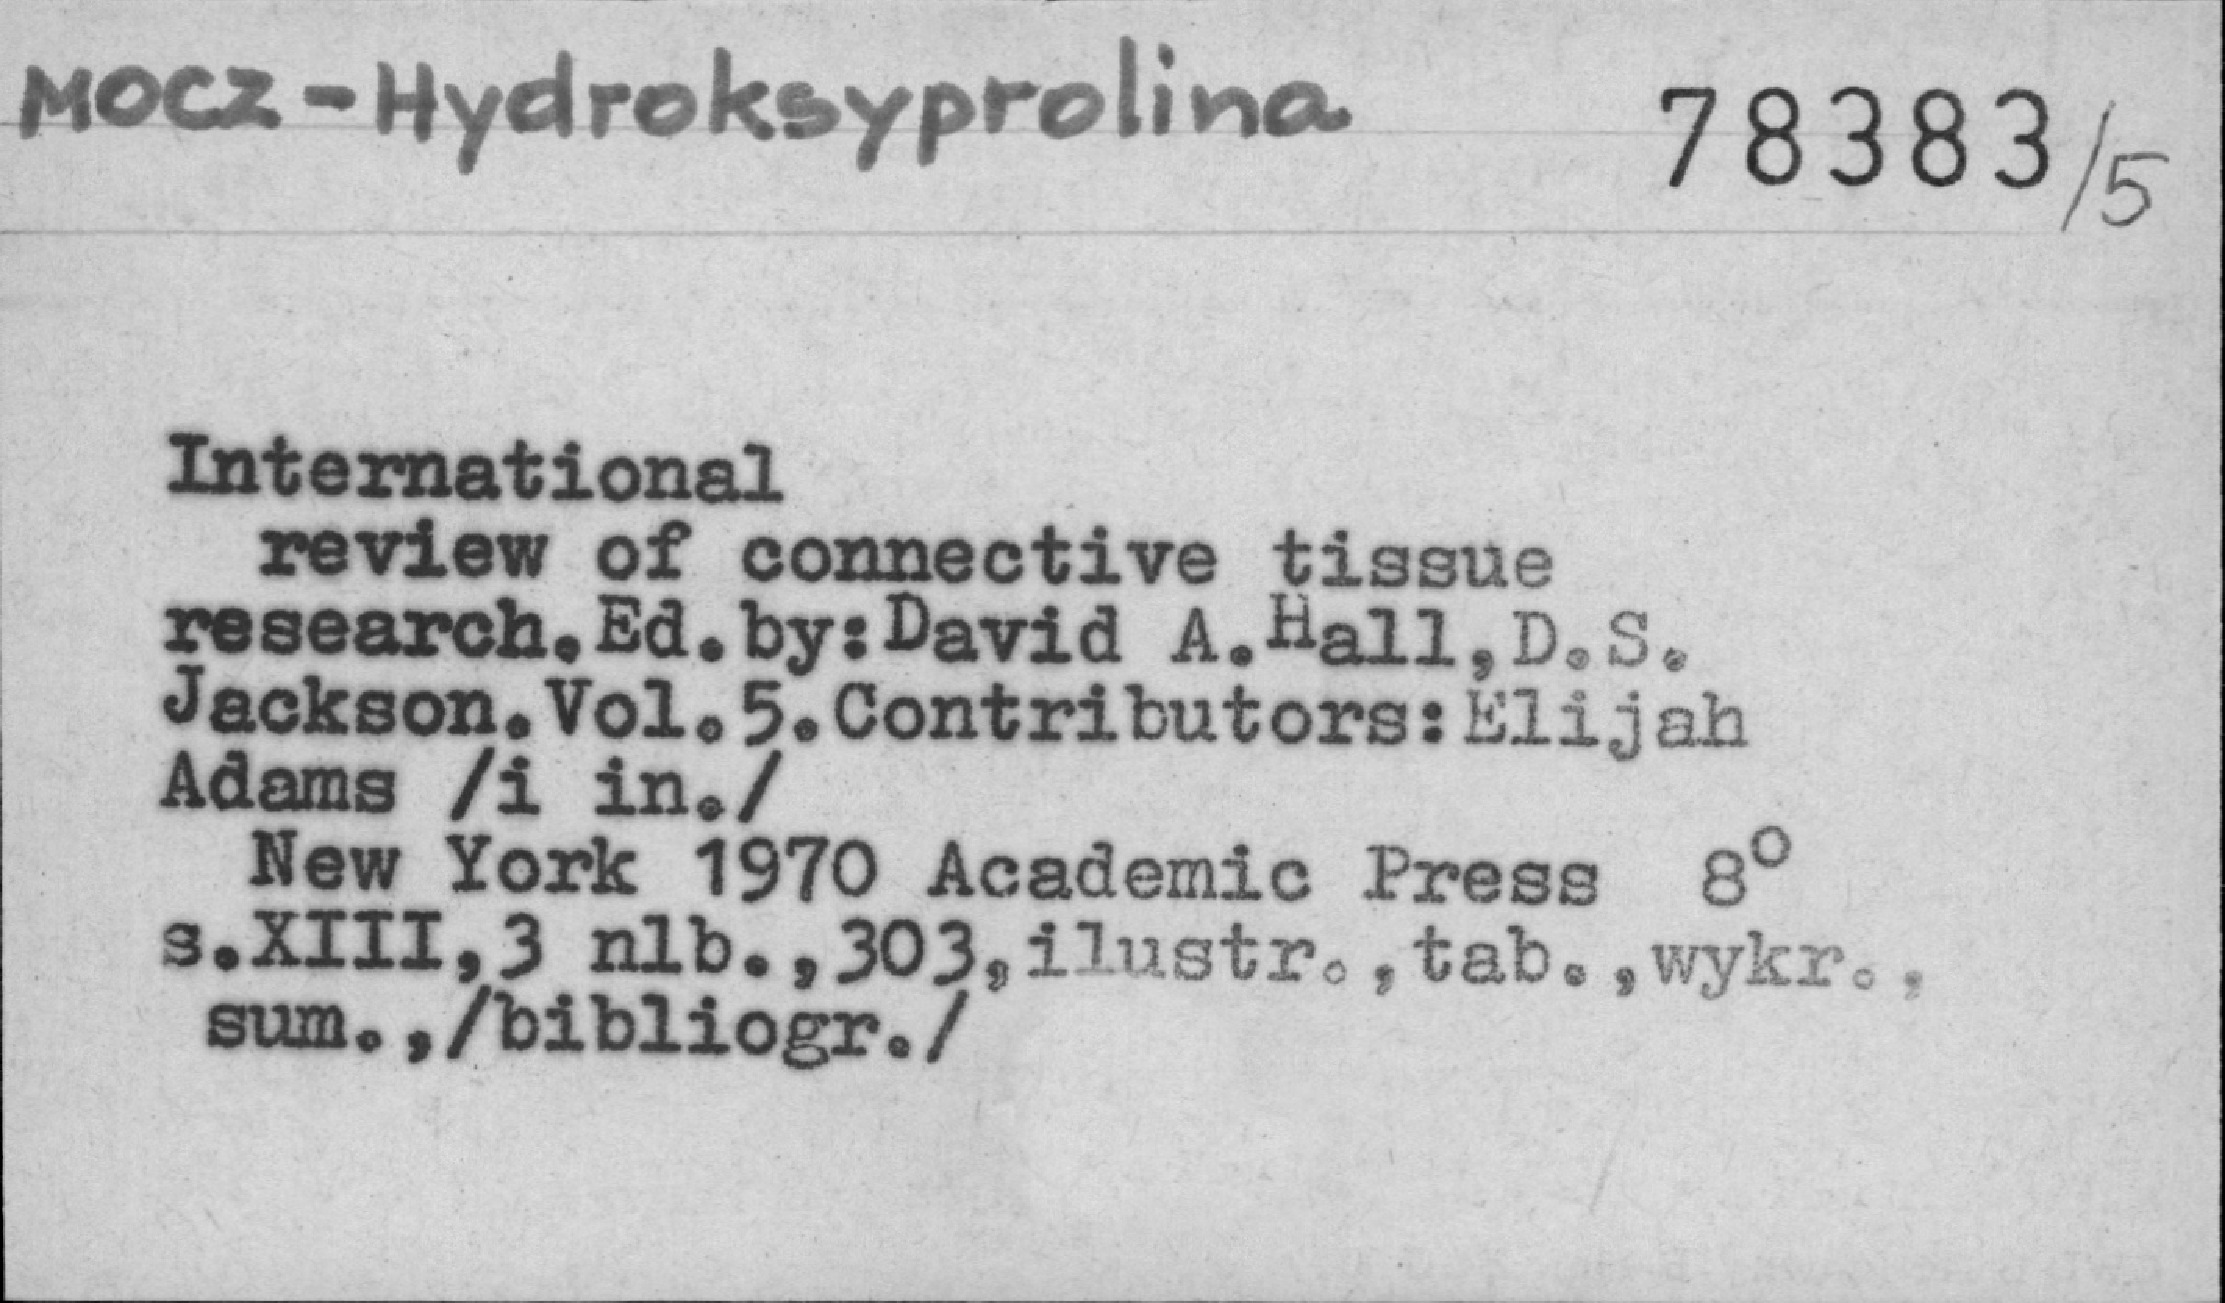 MOCZ - Hydroksyprolina
78383/5
International
review of connective tissue
research.Ed.by:David A.Hall,D.S.
Jackson.Vol.5.Contributors:Elijah
Adams /i in./
New York 1970 Academic Press 8°
s.XIII,3 nlb.,303,ilustr.,tab.,wykr.,
sum.,/bibliogr./